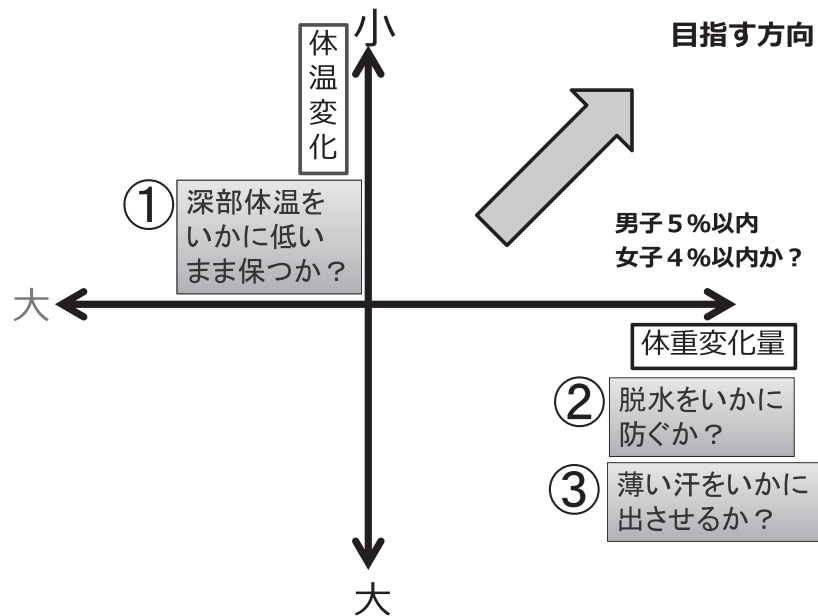 小
目指す方向
体
温
変
化
①
深部体温を
いかに低い
まま保つか？
男子５％以内
女子４％以内か？
大
体重変化量
②
脱水をいかに
防ぐか？
③
薄い汗をいかに
出させるか？
大